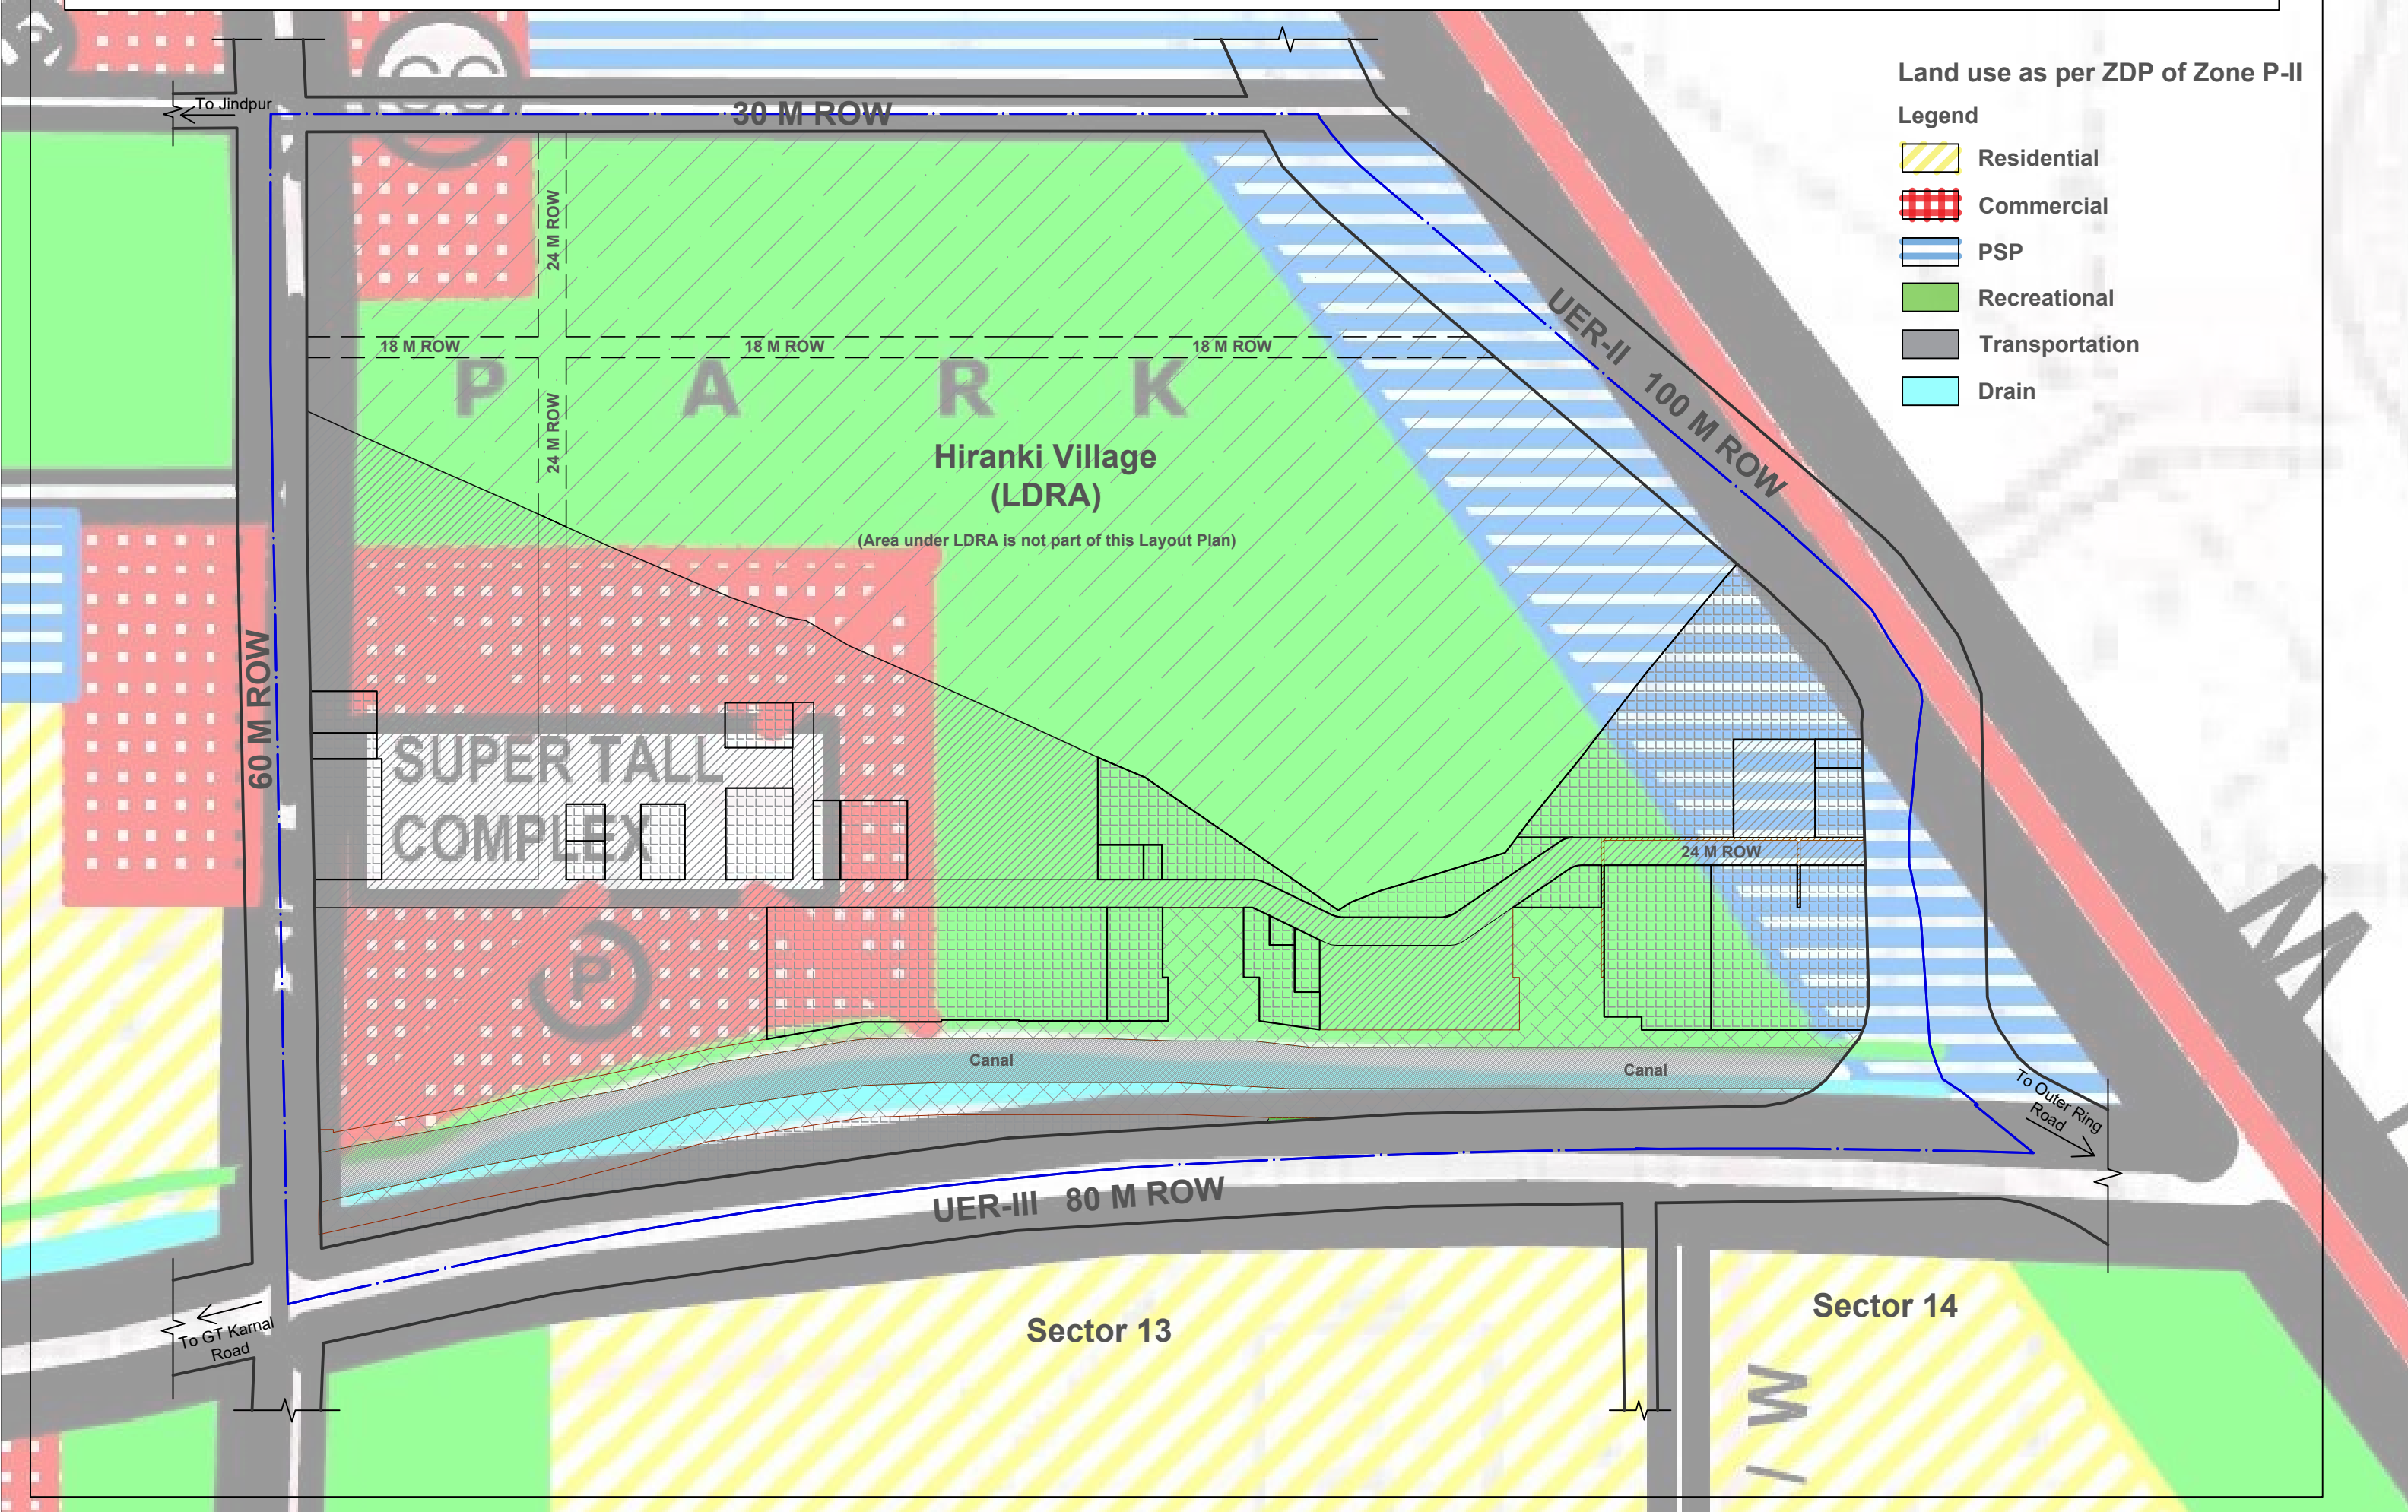 Land use as per ZDP of Zone P-II
Legend
Residential
Commercial
PSP
Recreational
Transportation
Drain
To Jindpur
30 M ROW
24 M ROW
18 M ROW
18 M ROW
18 M ROW
P A R K
24 M ROW
Hiranki Village
(LDRA)
(Area under LDRA is not part of this Layout Plan)
UER-II 100 M ROW
60 M ROW
SUPER TALL
COMPLEX
24 M ROW
P
Canal
Canal
To Outer Ring
Road
UER-III 80 M ROW
To GT Karnal
Road
Sector 13
Sector 14